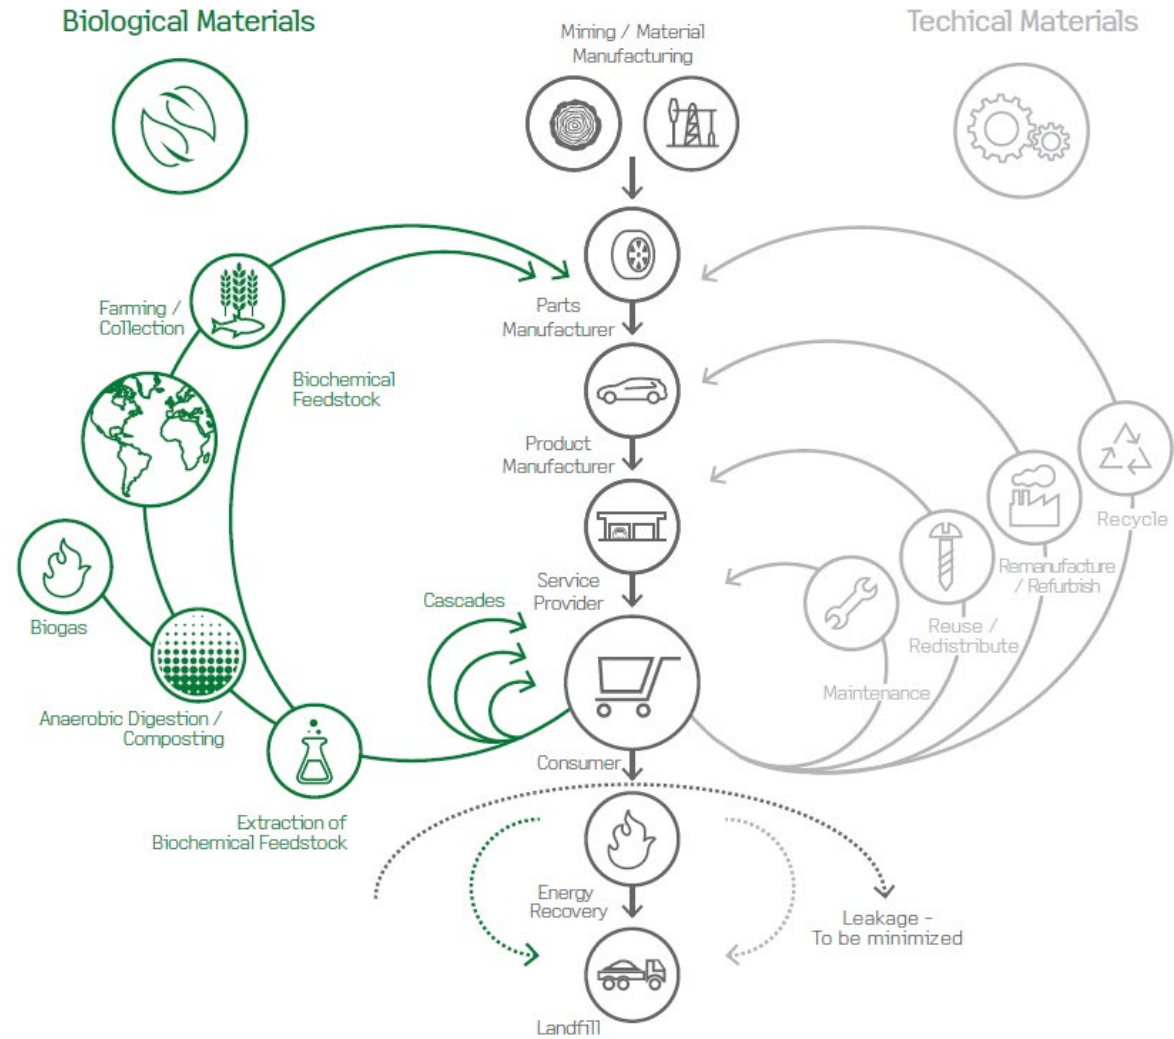 Biological Materials
Mining / Material
Manufacturing
Techical Materials
Farming /
Collection
Biochemical
Feedstock
Parts
Manufacturer
Product
Manufacturer
Service
Provider
Cascades
Biogas
Anaerobic Digestion /
Composting
Extraction of
Biochemical Feedstock
Recycle
Remanufacture
/ Refurbish
Reuse /
Redistribute
Maintenance
Consumer
Energy
Recovery
Leakage -
To be minimized
Landfill